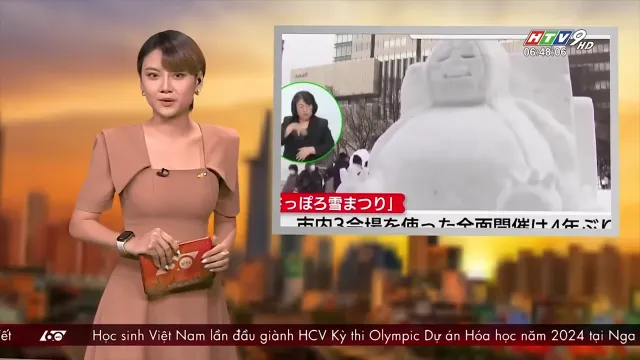 HTV9 HD
06:48:06
さっぽろ雪まつり」
市内3会場を使った全面開催は4年ぶり
Học sinh Việt Nam lần đầu giành HCV Kỳ thi Olympic Dự án Hóa học năm 2024 tại Nga